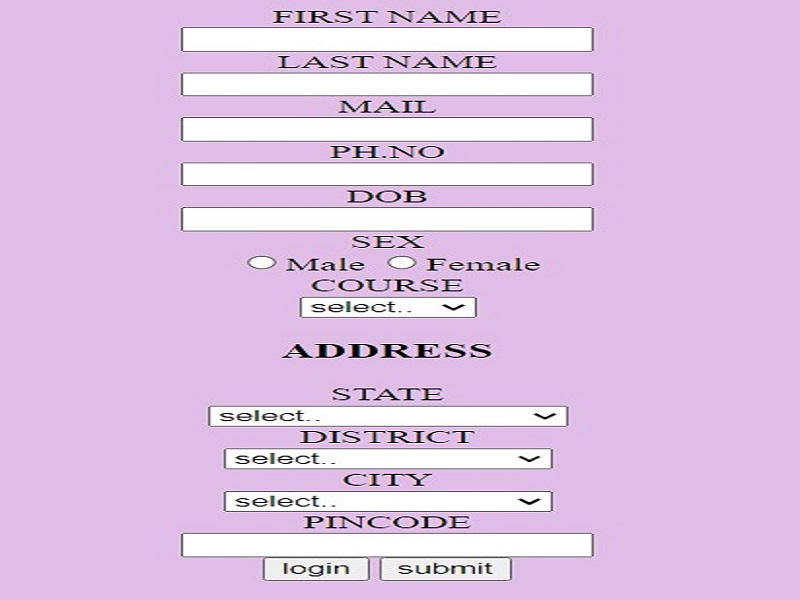 FIRST NAME
LAST NAME
MAIL
PH.NO
DOB
SEX
Male Female
COURSE
select..
ADDRESS
STATE
select..
DISTRICT
select..
CITY
select..
PINCODE
login submit